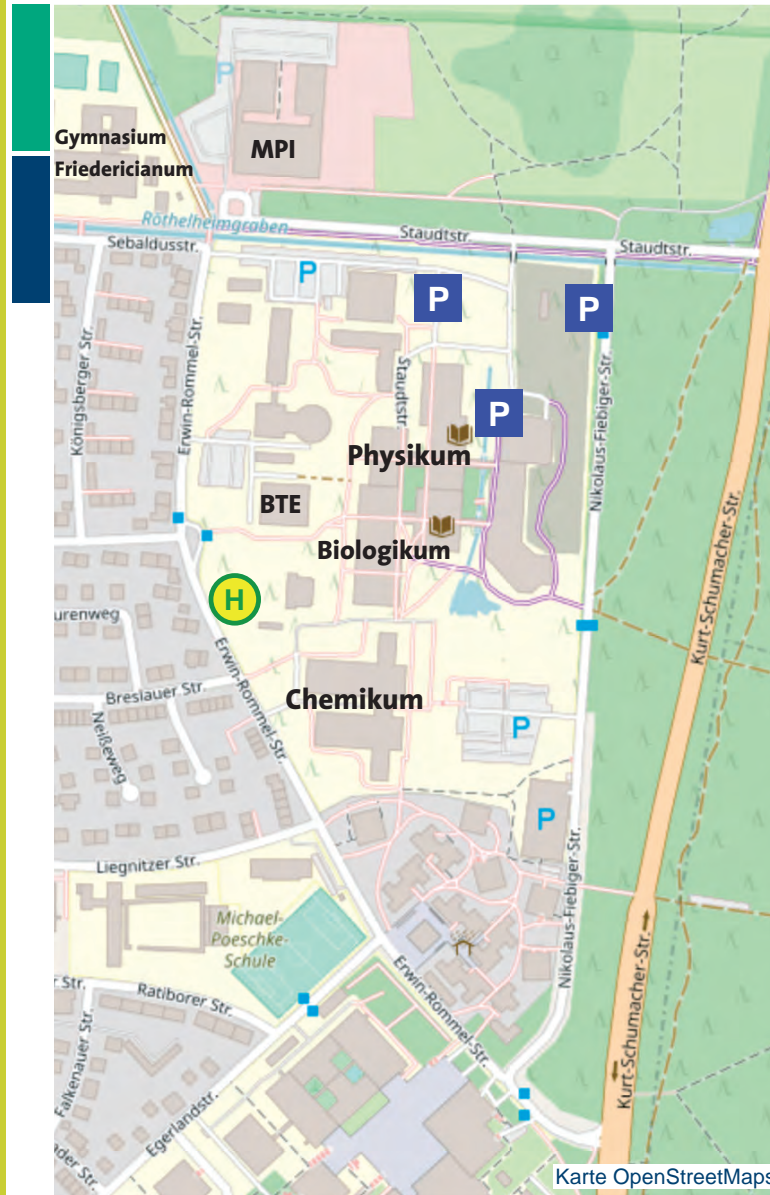 P
Gymnasium
Friedericianum
MPI
Röthelheimgraben
Staudtstr.
Staudtstr.
Sebaldusstr.
P
P
P
Königsberger Str.
Erwin-Rommel-Str.
Staudtstr.
Nikolaus-Fiebiger-Str.
P
Physikum
BTE
Kurt-Schumacher-Str.
Biologikum
H
urenweg
Erwin-Rommel-Str.
Breslauer Str.
Chemikum
Neißeweg
P
P
Liegnitzer Str.
Nikolaus-Fiebiger-Str.
Michael-
Poeschke-
Schule
Erwin-Rommel-Str.
Kurt-Schumacher-Str.
r Str.
Ratiborer Str.
Falkenauer Str.
Egerlandstr.
ader Str.
Karte OpenStreetMaps